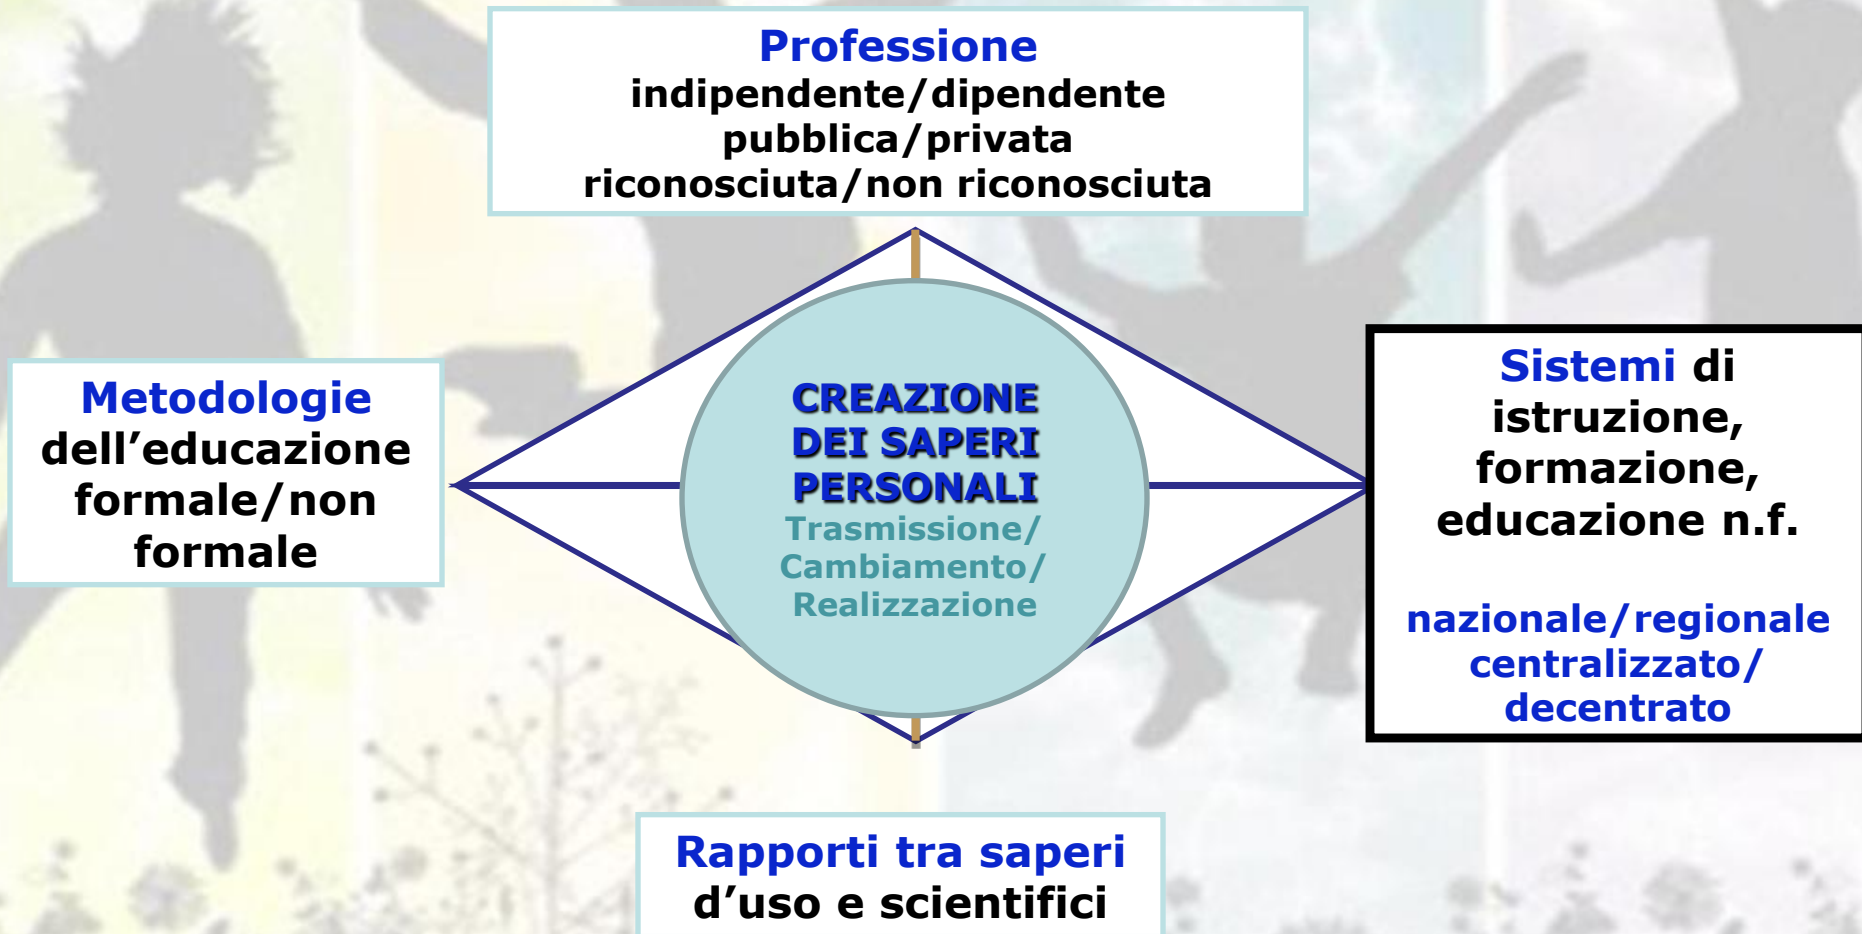 Professione
indipendente/dipendente
pubblica/privata
riconosciuta/non riconosciuta
Metodologie
dell’educazione
formale/non
formale
CREAZIONE
DEI SAPERI
PERSONALI
Trasmissione/
Cambiamento/
Realizzazione
Sistemi di
istruzione,
formazione,
educazione n.f.
nazionale/regionale
centralizzato/
decentrato
Rapporti tra saperi
d’uso e scientifici